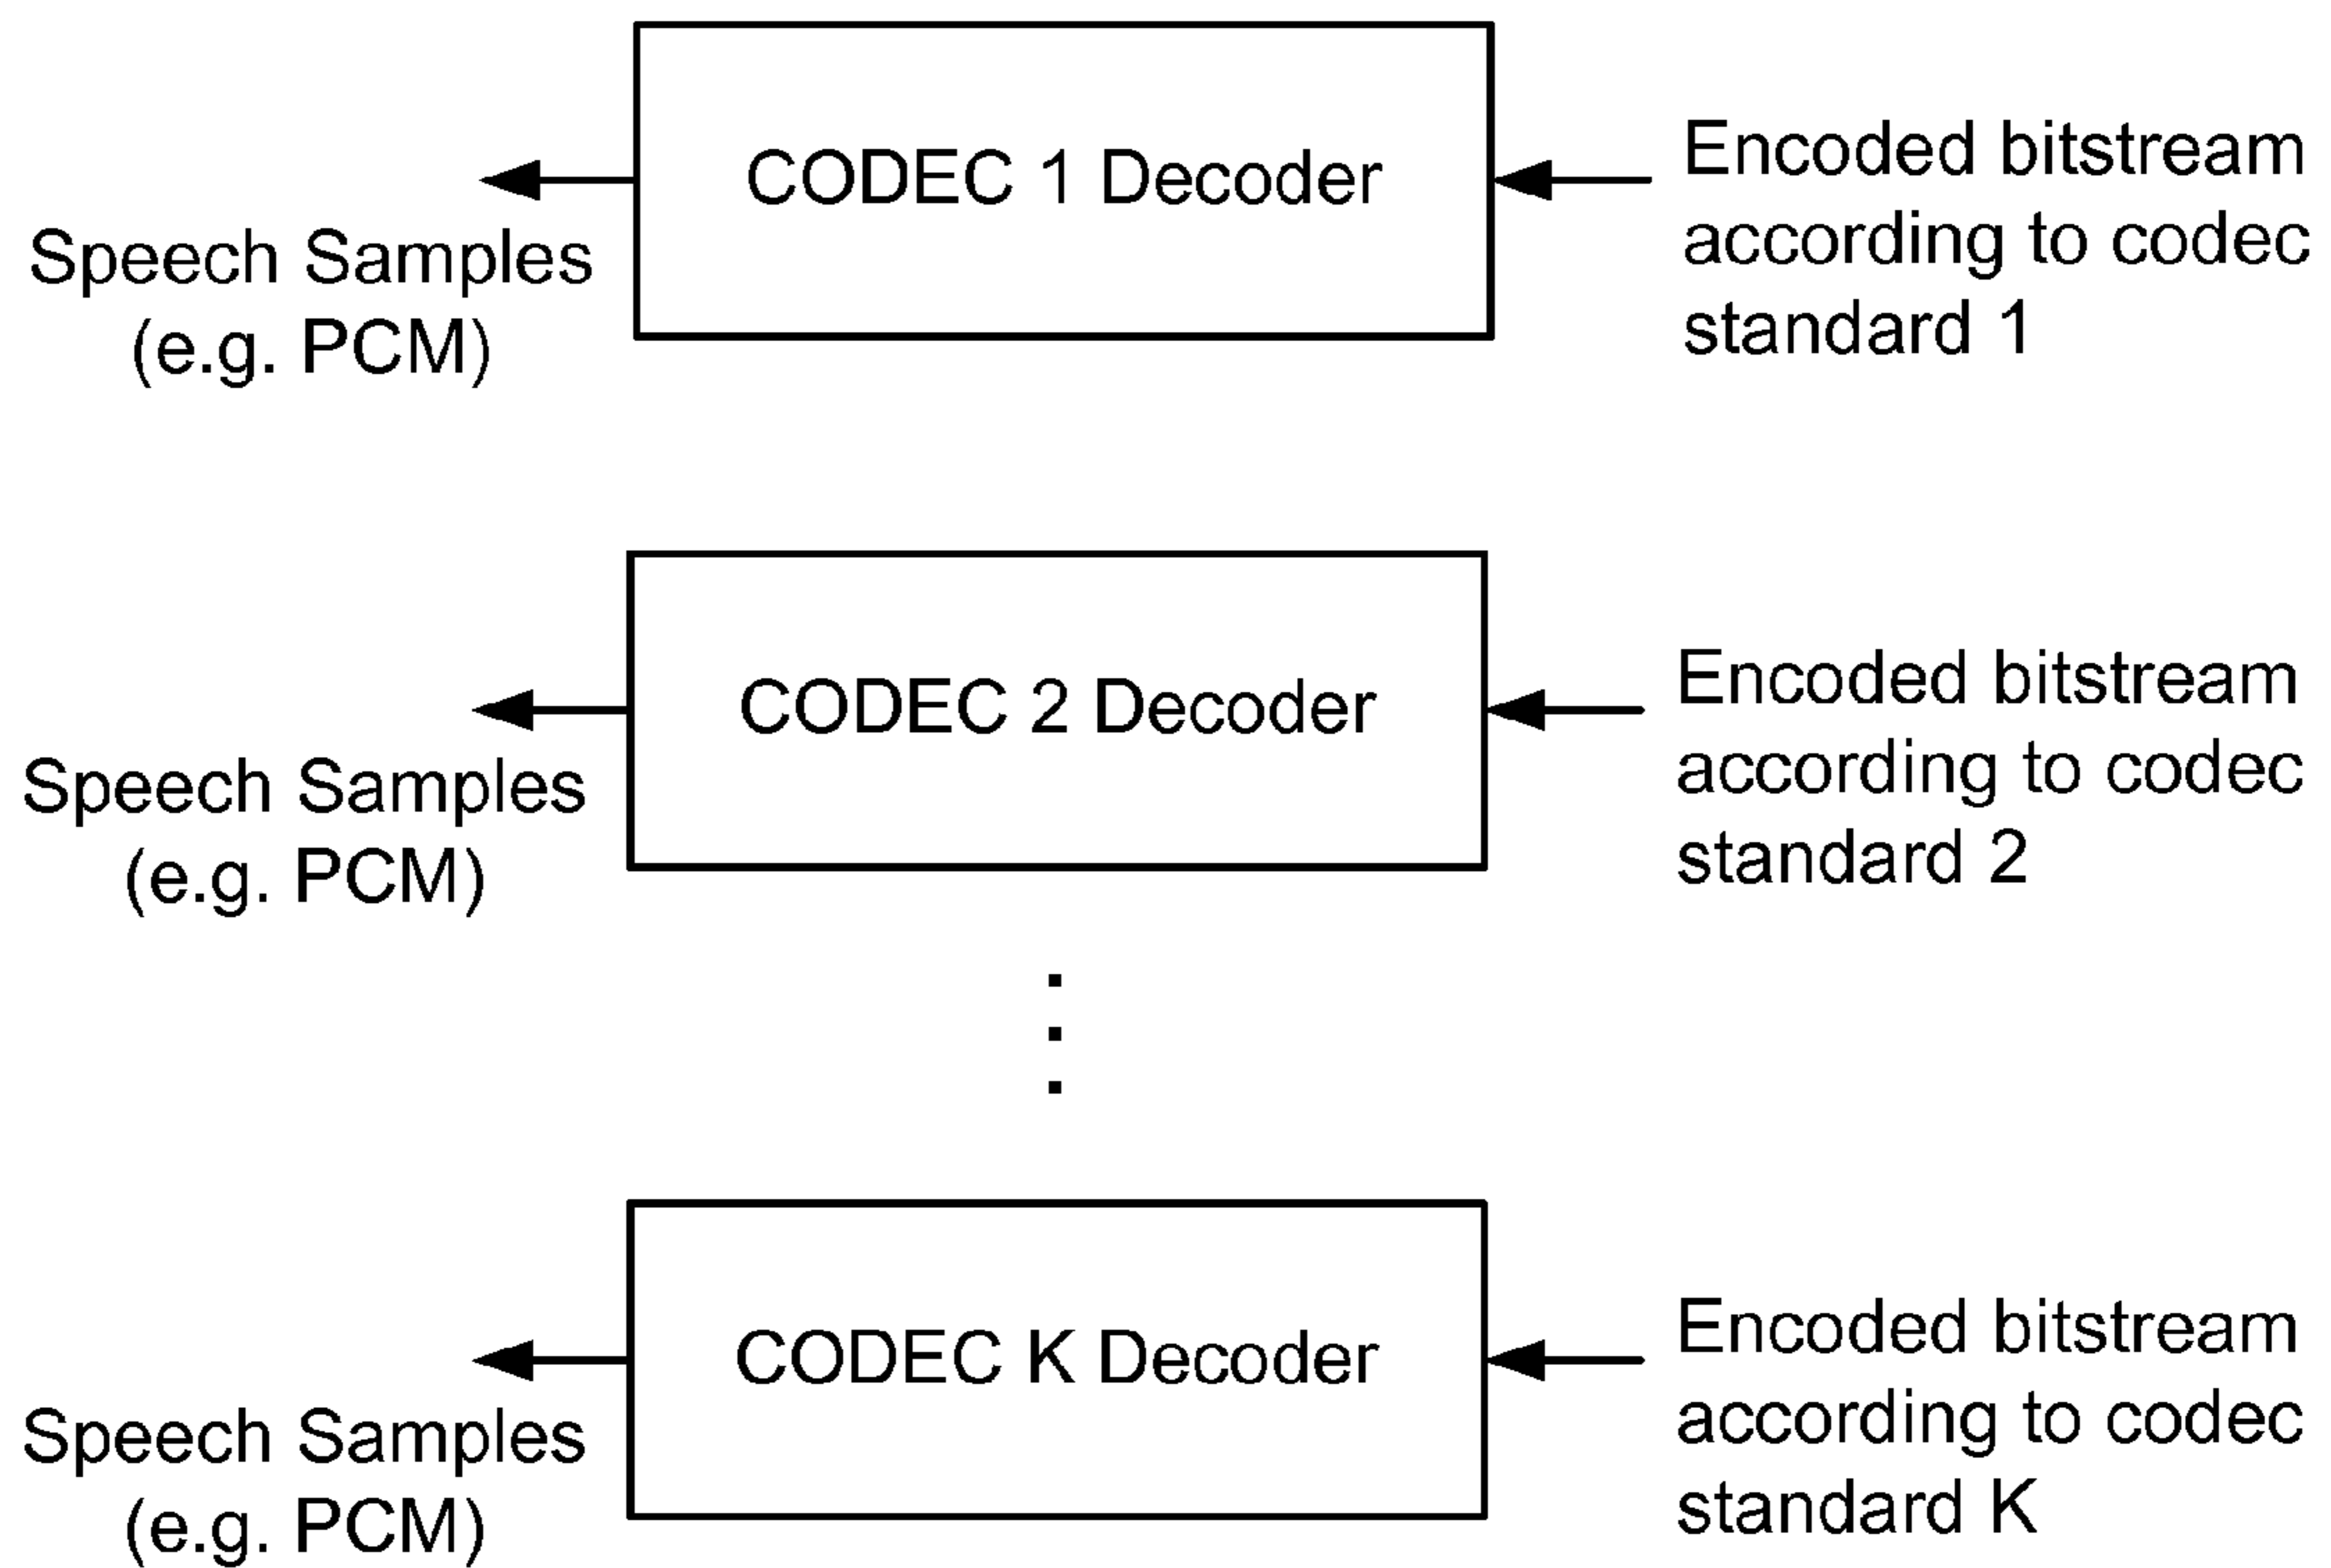 CODEC 1 Decoder
Encoded bitstream
according to codec
standard 1
Speech Samples
(e.g. PCM)
CODEC 2 Decoder
Encoded bitstream
according to codec
standard 2
Speech Samples
(e.g. PCM)
CODEC K Decoder
Encoded bitstream
according to codec
standard K
Speech Samples
(e.g. PCM)